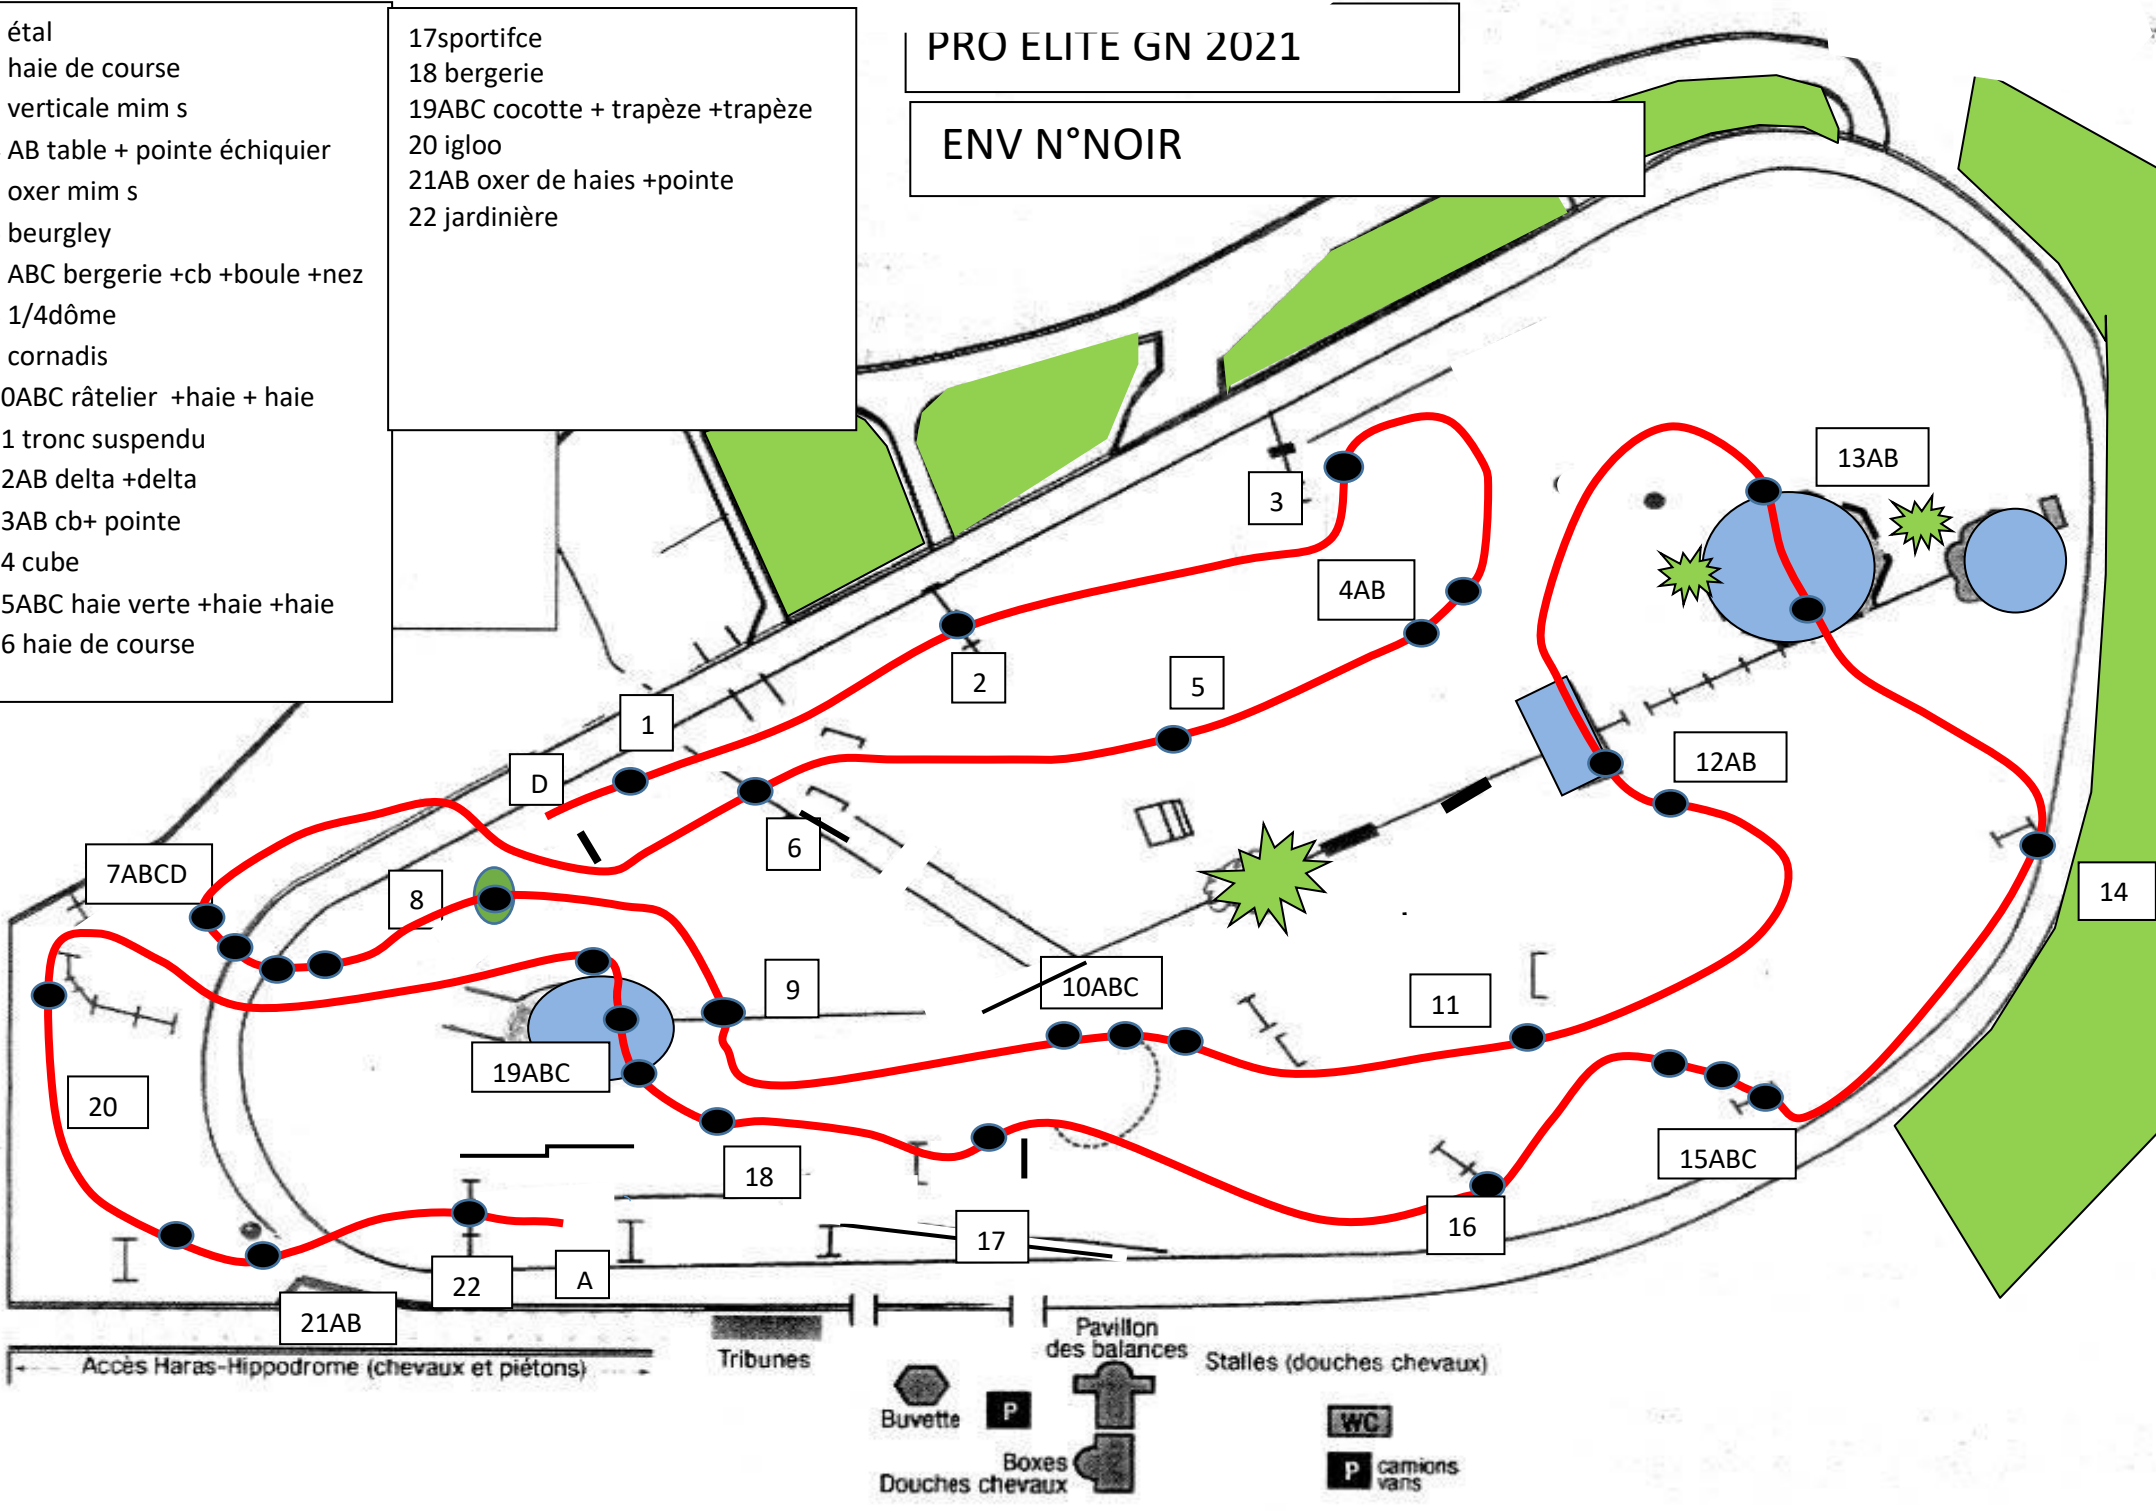 étal
haie de course
verticale mim s
AB table + pointe échiquier
oxer mim s
beurgley
ABC bergerie +cb +boule +nez
1/4dôme
cornadis
0ABC râtelier +haie + haie
1 tronc suspendu
2AB delta +delta
3AB cb+ pointe
4 cube
5ABC haie verte +haie +haie
6 haie de course
17sportifce
18 bergerie
19ABC cocotte + trapèze +trapèze
20 igloo
21AB oxer de haies +pointe
22 jardinière
PRO ELITE GN 2021
ENV N°NOIR
13AB
3
4AB
2
5
1
12AB
D
6
7ABCD
8
14
9
10ABC
11
19ABC
20
18
15ABC
17
16
22
A
21AB
Accès Haras-Hippodrome (chevaux et piétons)
Tribunes
Pavillon
des balances
Stalles (douches chevaux)
Buvette
P
WC
Boxes
Douches chevaux
P camions
vans